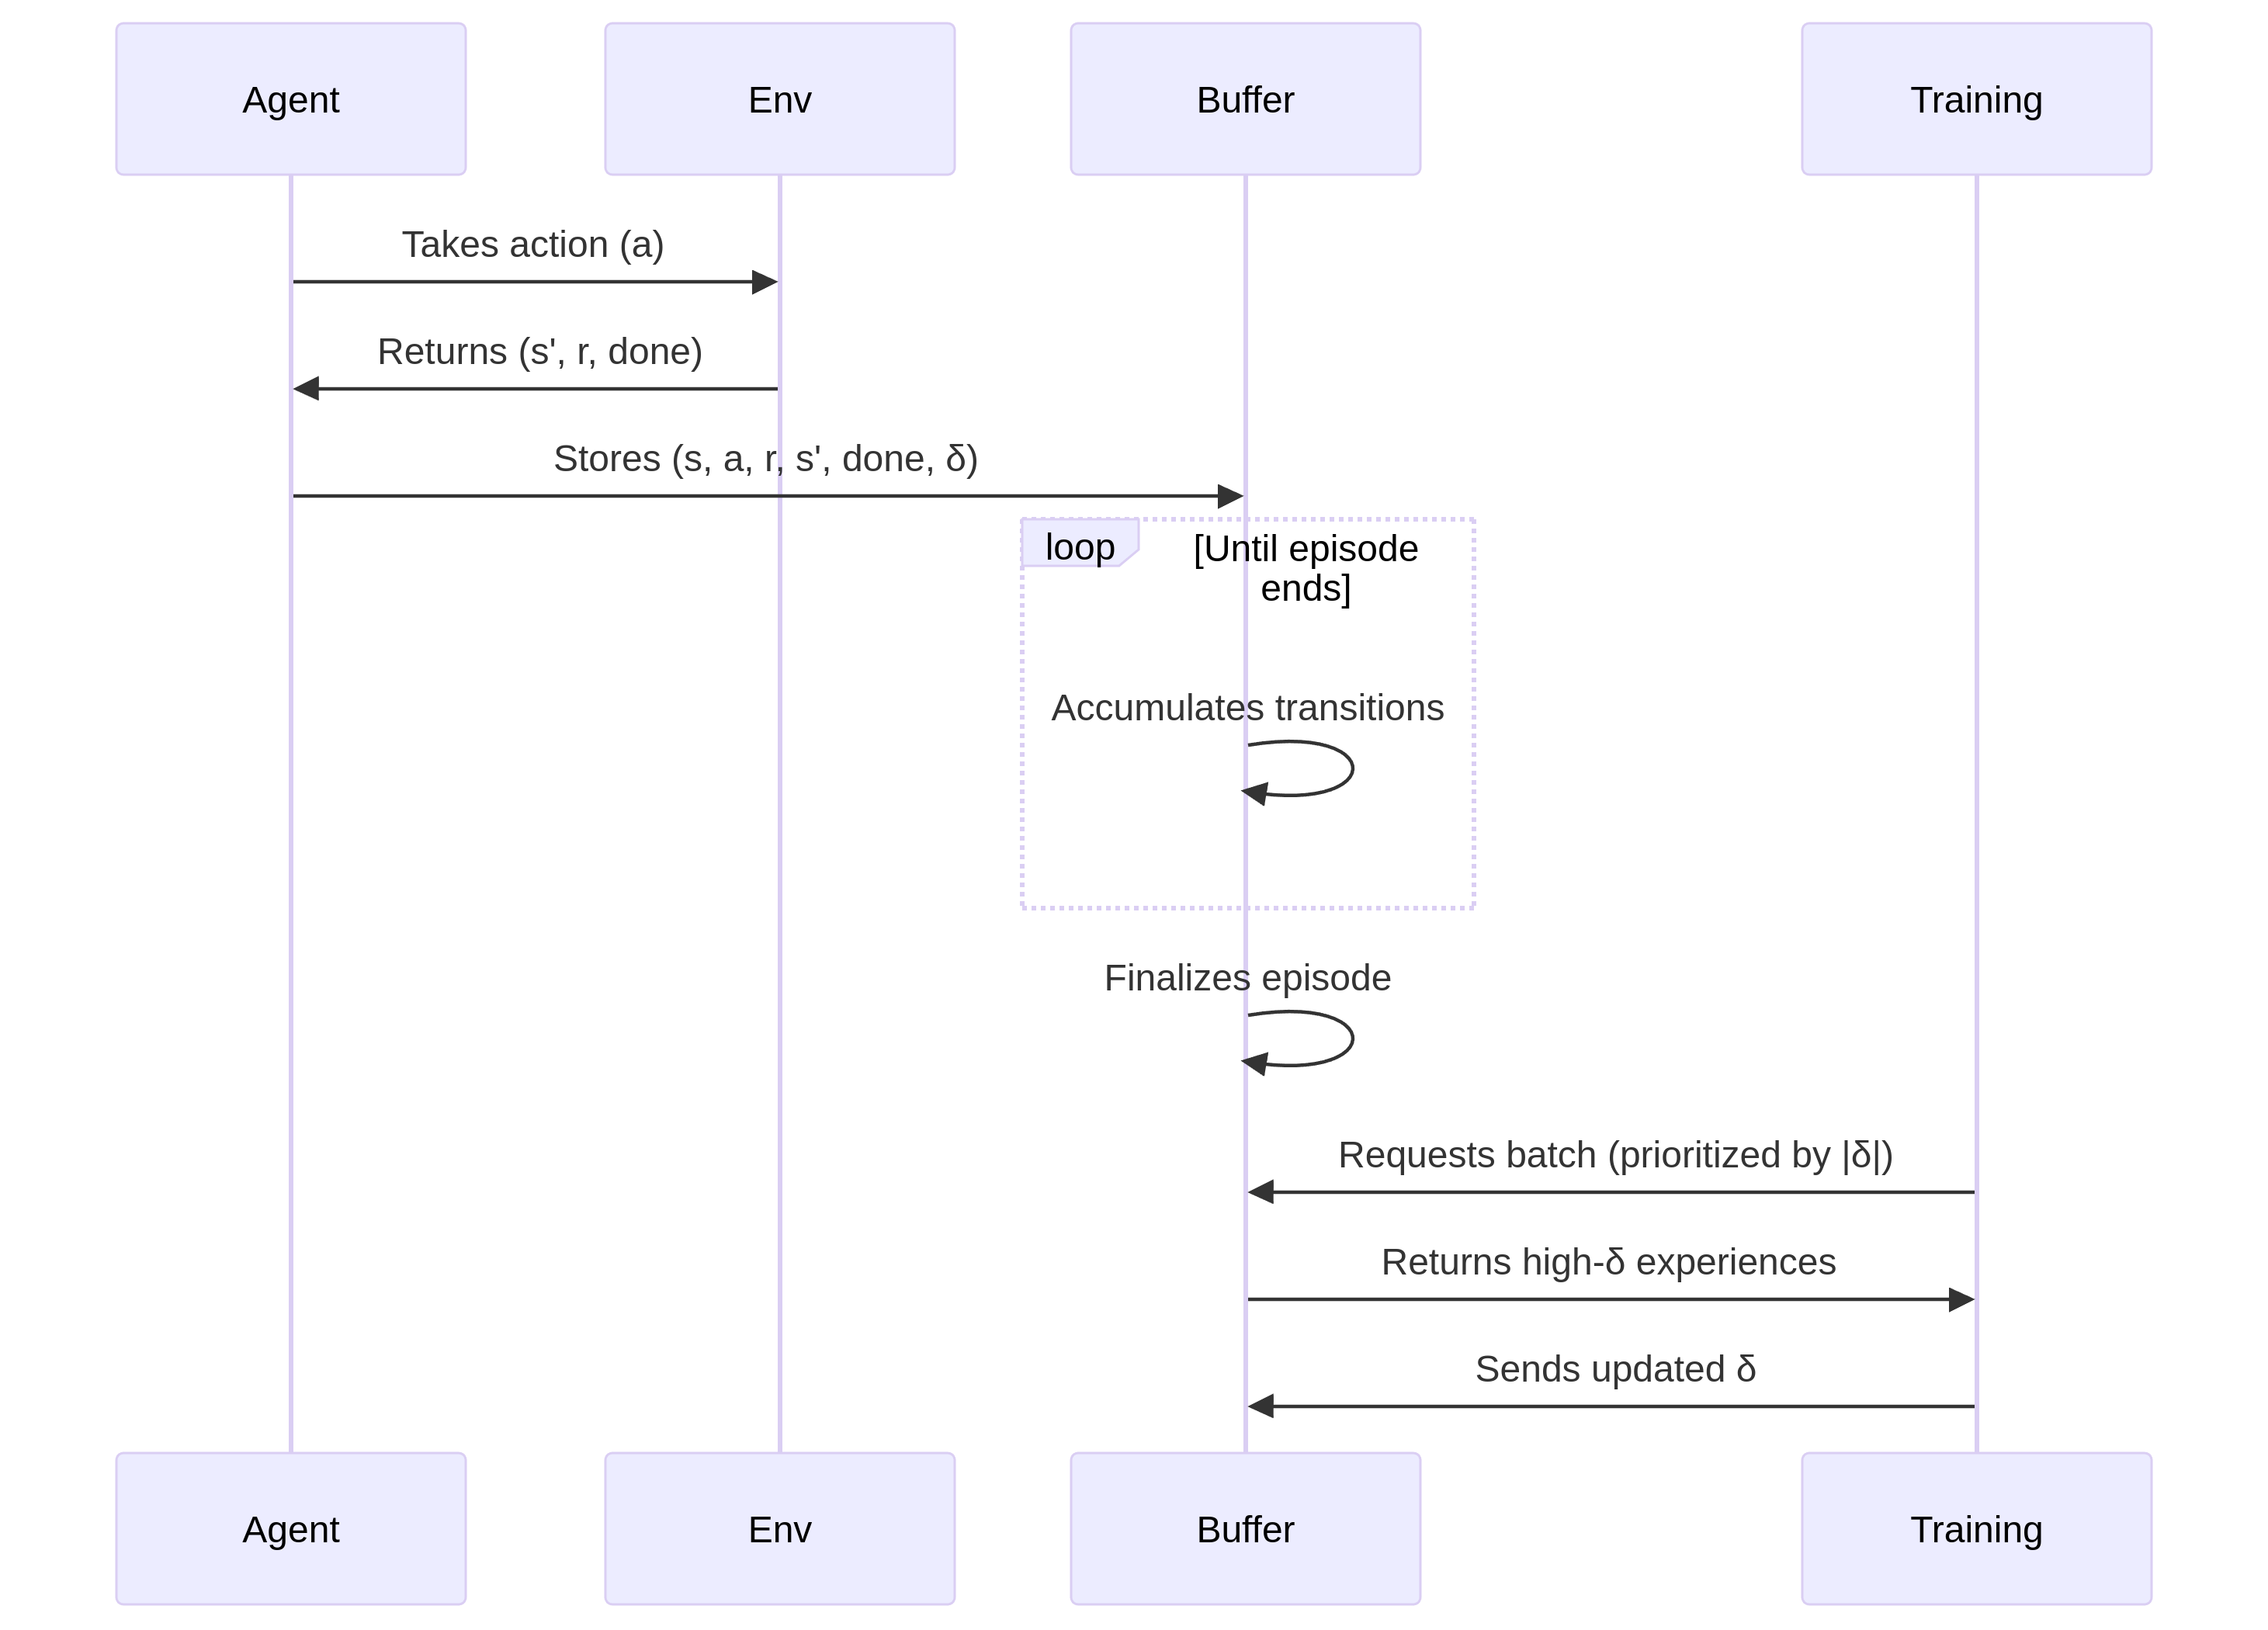 Agent
Env
Buffer
Training
Takes action (a)
Returns (s', r, done)
Stores (s, a, r, s', done, δ)
loop
[Until episode
ends]
Accumulates transitions
Finalizes episode
Requests batch (prioritized by |δ|)
Returns high-δ experiences
Sends updated δ
Agent
Env
Buffer
Training